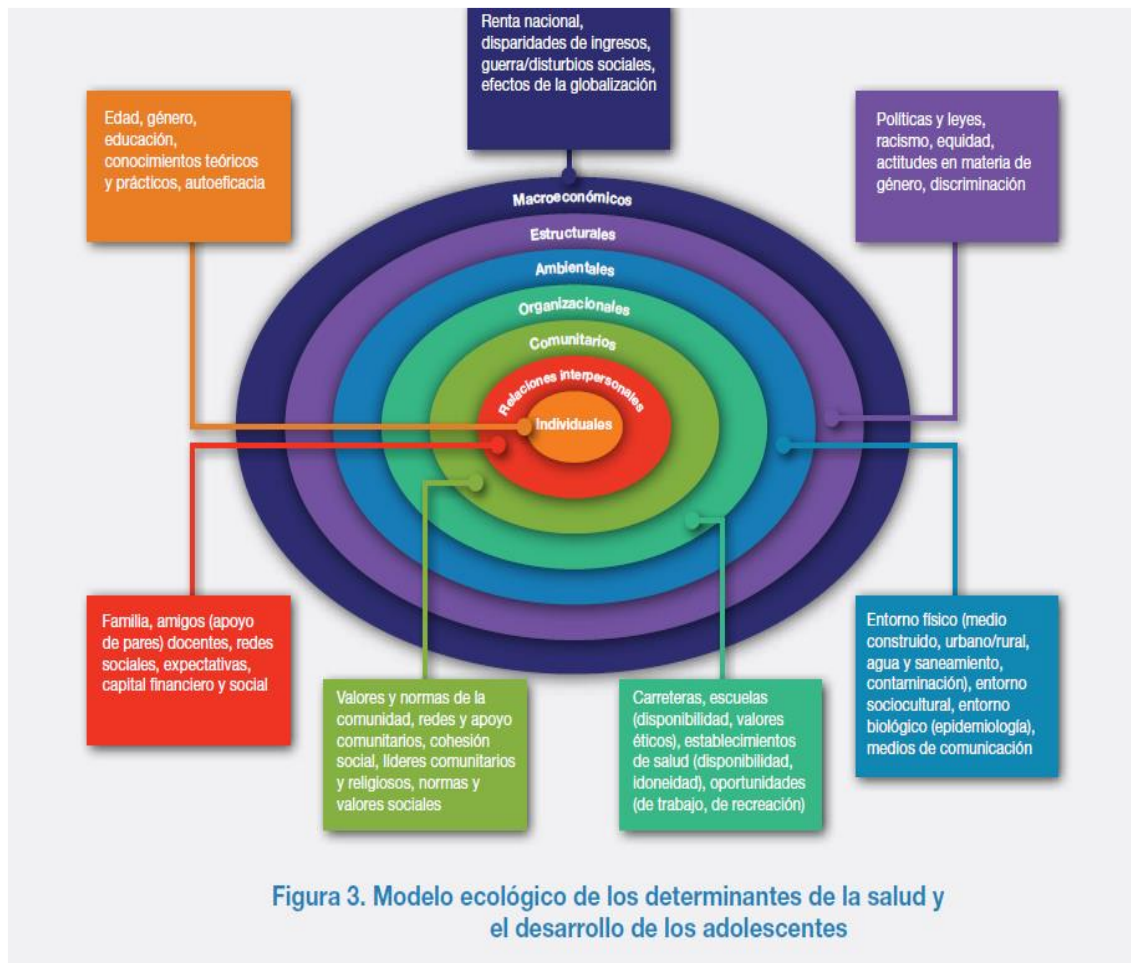 Renta nacional,
disparidades de ingresos,
guerra/disturbios sociales,
efectos de la globalización
Edad, género,
educación,
conocimientos teóricos
y prácticos, autoeficacia
Políticas y leyes,
racismo, equidad,
actitudes en materia de
género, discriminación
Macroeconómicos
Estructurales
Ambientales
Organizacionales
Comunitarios
Relaciones interpersonales
Individuales
Familia, amigos (apoyo
de pares) docentes, redes
sociales, expectativas,
capital financiero y social
Valores y normas de la
comunidad, redes y apoyo
comunitarios, cohesión
social, líderes comunitarios
y religiosos, normas y
valores sociales
Carreteras, escuelas
(disponibilidad, valores
éticos), establecimientos
de salud (disponibilidad,
idoneidad), oportunidades
(de trabajo, de recreación)
Entorno físico (medio
construido, urbano/rural,
agua y saneamiento,
contaminación), entorno
sociocultural, entorno
biológico (epidemiología),
medios de comunicación
Figura 3. Modelo ecológico de los determinantes de la salud y
el desarrollo de los adolescentes